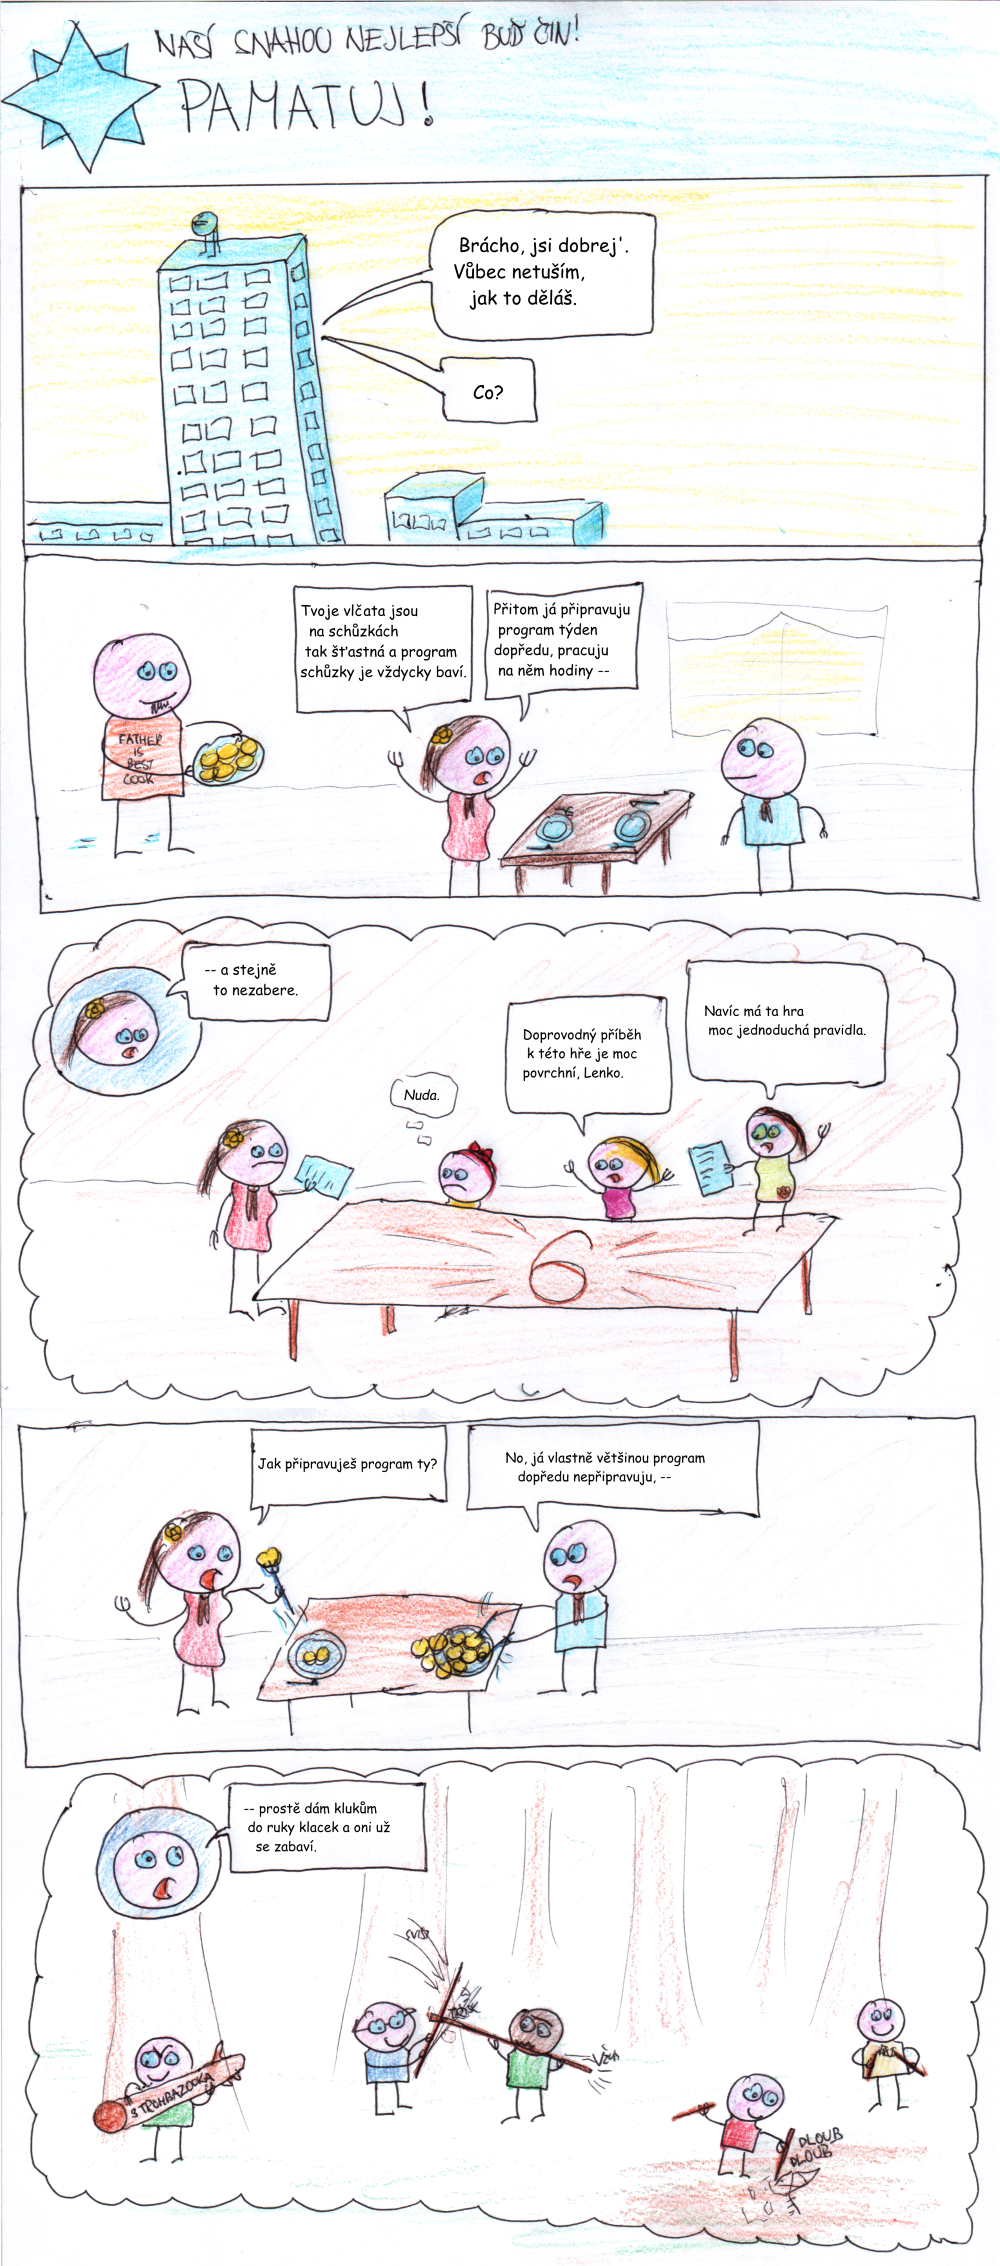 NAŠÍ SNAHOU NEJLEPŠÍ BUĎ ČIN!
PAMATUJ!
Brácho, jsi dobrej'.
Vůbec netuším,
jak to děláš.
Co?
Tvoje vlčata jsou
na schůzkách
tak šťastná a program
schůzky je vždycky baví.
Přitom já připravuju
program týden
dopředu, pracuju
na něm hodiny --
FATHER
IS
BEST
COOK
-- a stejně
to nezabere.
Nuda.
Doprovodný příběh
k této hře je moc
povrchní, Lenko.
Navíc má ta hra
moc jednoduchá pravidla.
6
Jak připravuješ program ty?
No, já vlastně většinou program
dopředu nepřipravuju, --
-- prostě dám klukům
do ruky klacek a oni už
se zabaví.
STROMBAZOOKA
DLOUB
DLOUB